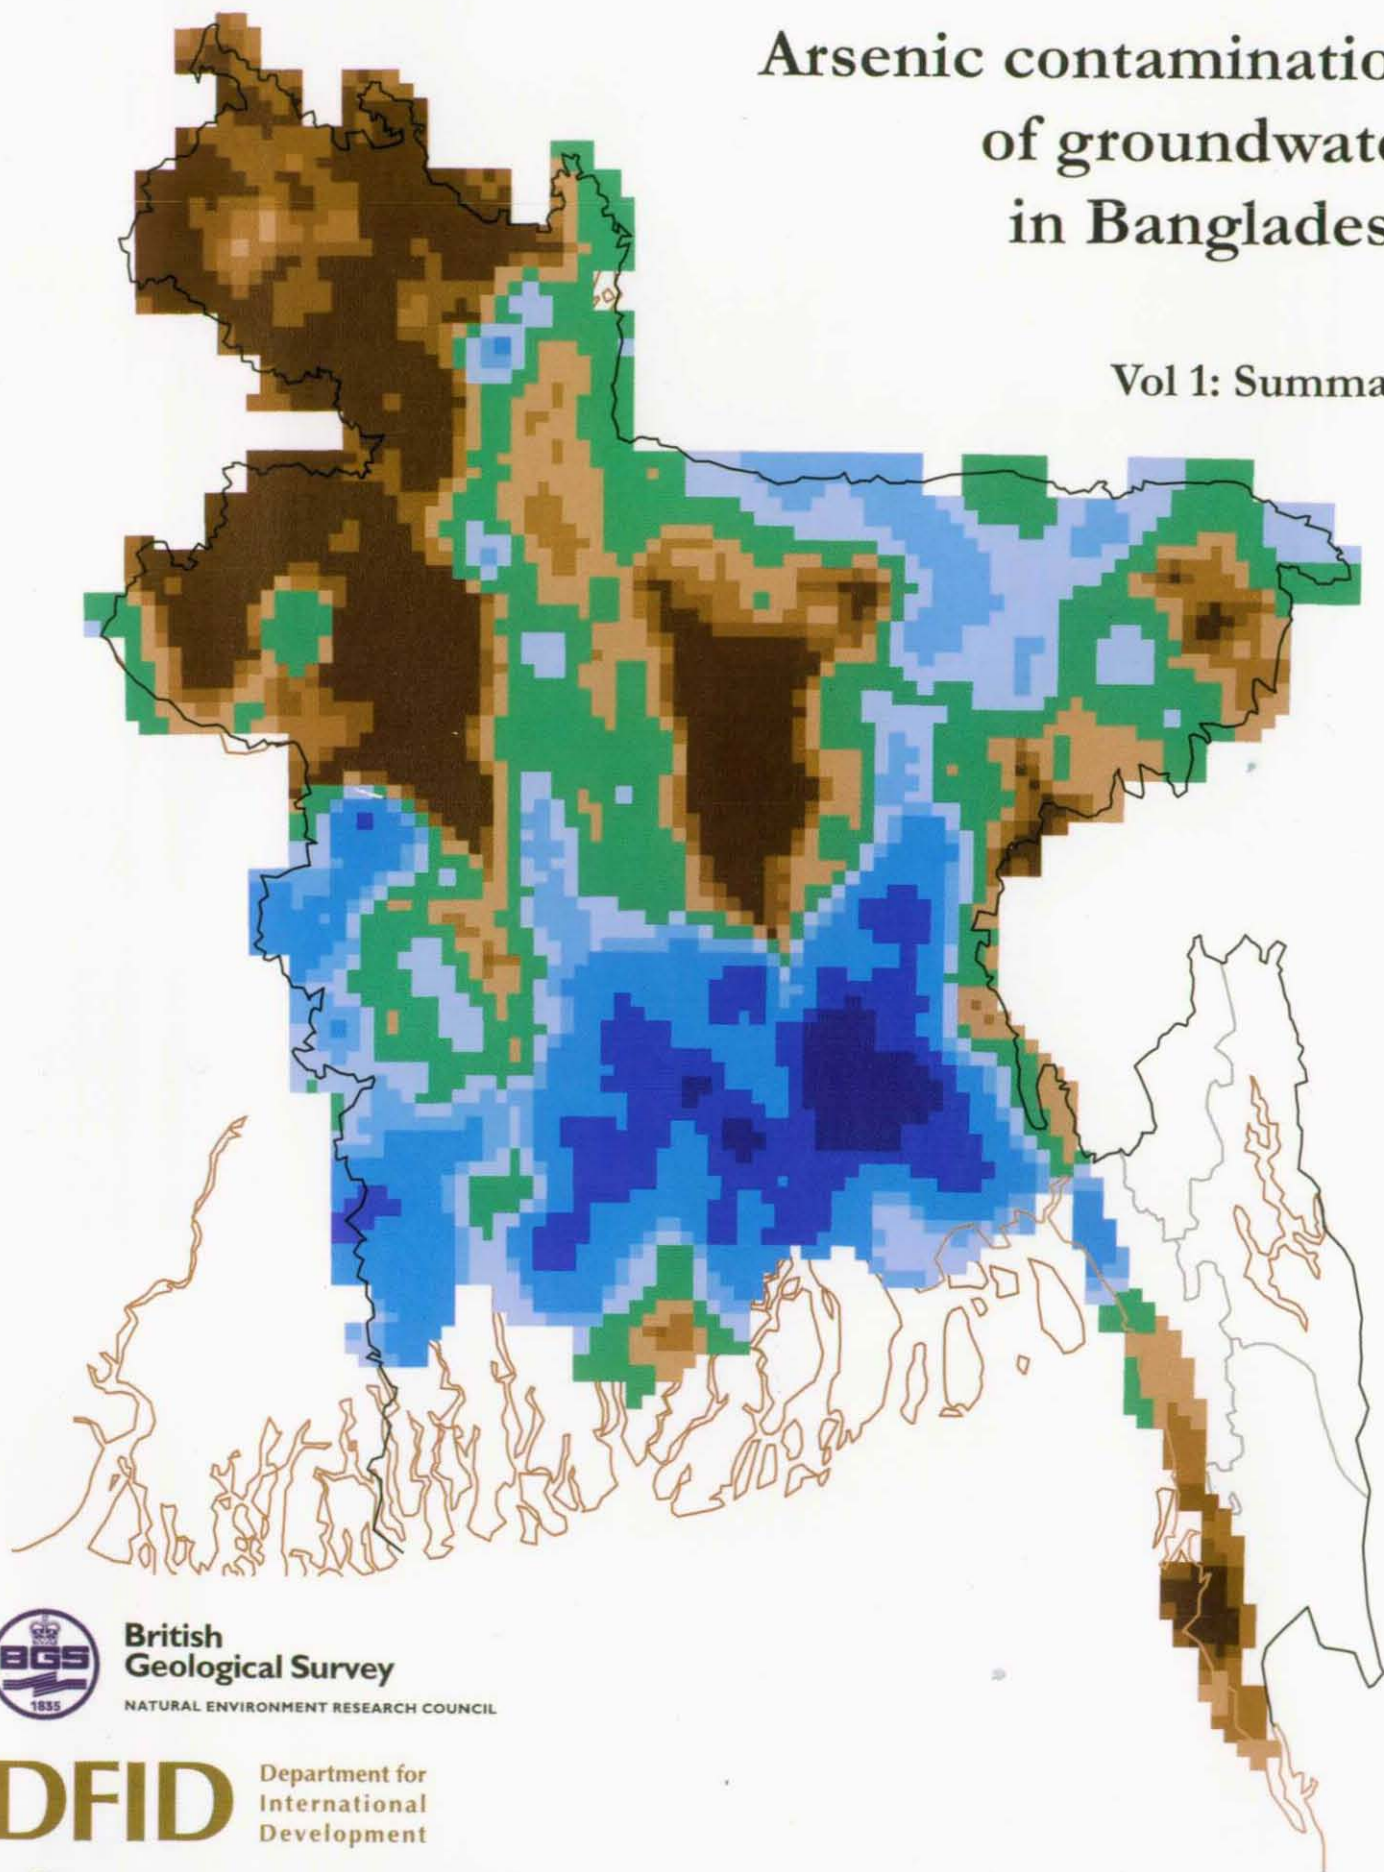 Arsenic contaminatio
of groundwat
in Banglades
Vol 1: Summa
BGS
1835
British
Geological Survey
NATURAL ENVIRONMENT RESEARCH COUNCIL
DFID
Department for
International
Development